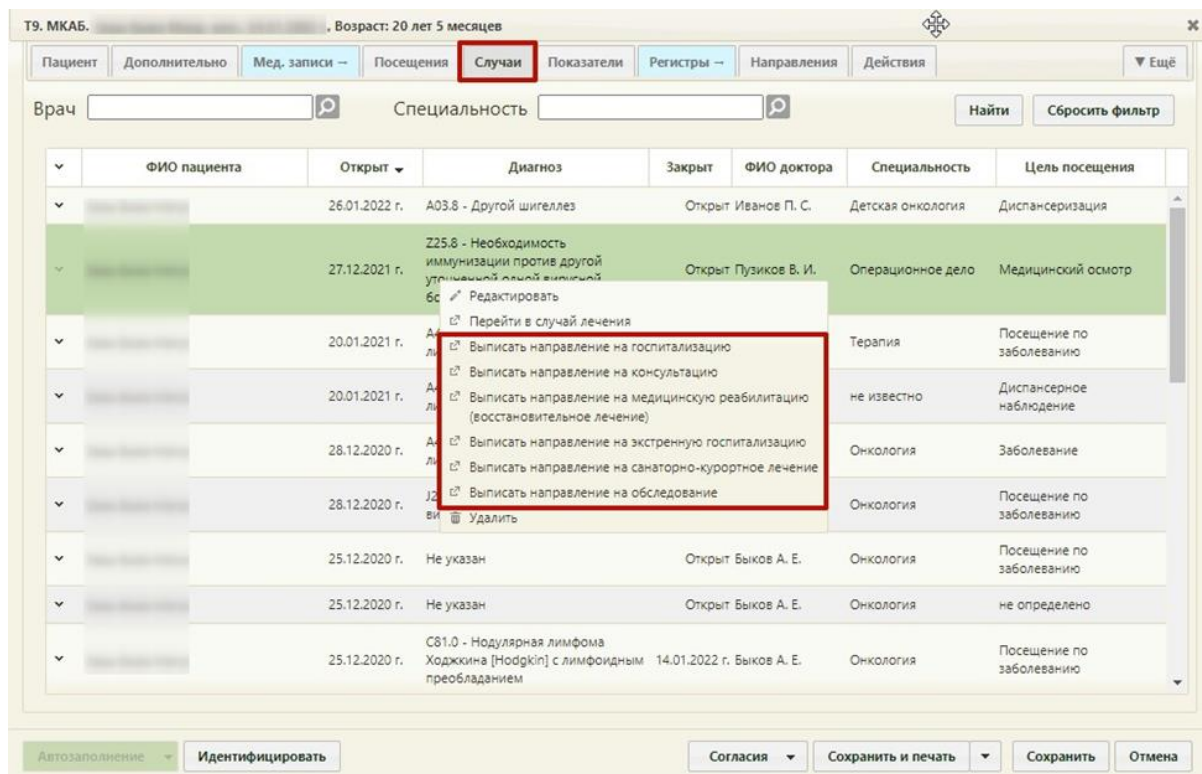 Т9. МКАБ. , Возраст: 20 лет 5 месяцев
Пациент Дополнительно Мед. записи → Посещения Случаи Показатели Регистры → Направления Действия ▼ Ещё
Врач Специальность Найти Сбросить фильтр
ФИО пациента Открыт Диагноз Закрыт ФИО доктора Специальность Цель посещения
26.01.2022 г. A03.8 - Другой шигеллез Открыт Иванов П. С. Детская онкология Диспансеризация
Z25.8 - Необходимость
иммунизации против другой
27.12.2021 г. уточненной одной вирусной Открыт Пузиков В. И. Операционное дело Медицинский осмотр
Редактировать
Перейти в случай лечения
20.01.2021 г. Терапия Посещение по
заболеванию
Выписать направление на госпитализацию
Выписать направление на консультацию
20.01.2021 г. не известно Диспансерное
наблюдение
Выписать направление на медицинскую реабилитацию
(восстановительное лечение)
28.12.2020 г. Онкология Заболевание
Выписать направление на экстренную госпитализацию
Выписать направление на санаторно-курортное лечение
28.12.2020 г. Онкология Посещение по
заболеванию
Выписать направление на обследование
Удалить
25.12.2020 г. Не указан Открыт Быков А. Е. Онкология Посещение по
заболеванию
25.12.2020 г. Не указан Открыт Быков А. Е. Онкология не определено
C81.0 - Нодулярная лимфома
25.12.2020 г. Ходжкина [Hodgkin] с лимфоидным 14.01.2022 г. Быков А. Е. Онкология Посещение по
преобладанием заболеванию
Автозаполнение Идентифицировать Согласия Сохранить и печать Сохранить Отмена